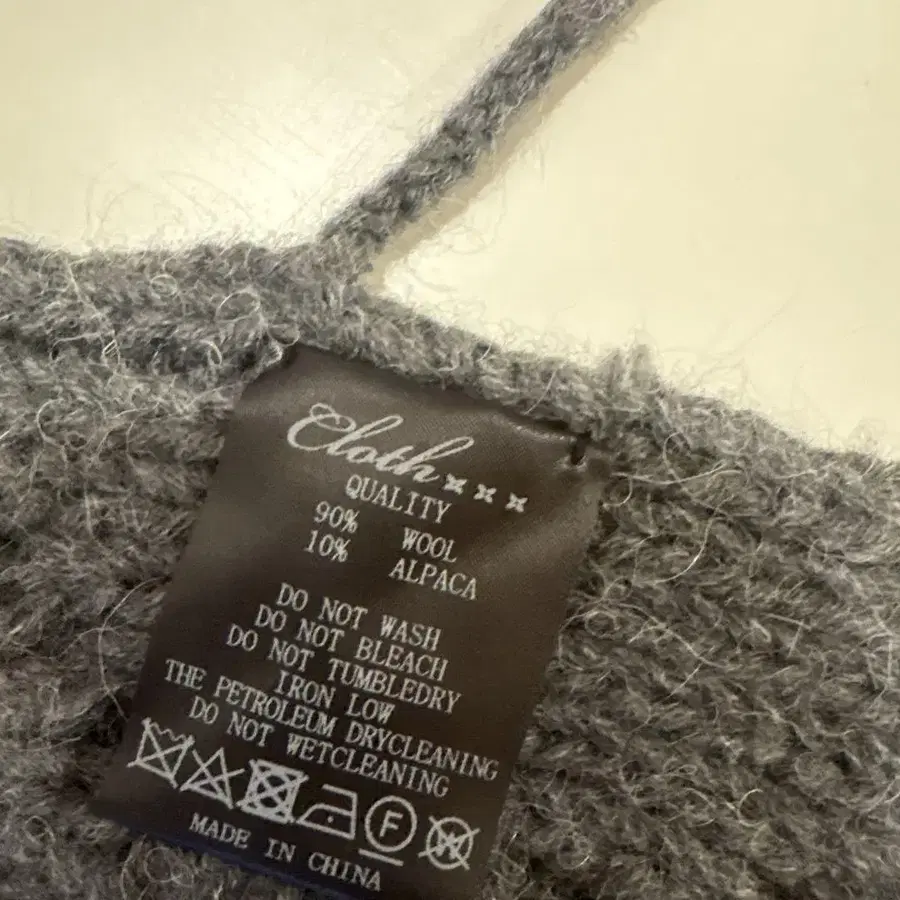 Cloth×××
QUALITY
90% WOOL
10% ALPACA
DO NOT WASH
DO NOT BLEACH
DO NOT TUMBLEDRY
IRON LOW
THE PETROLEUM DRYCLEANING
DO NOT WETCLEANING
F W
MADE IN CHINA